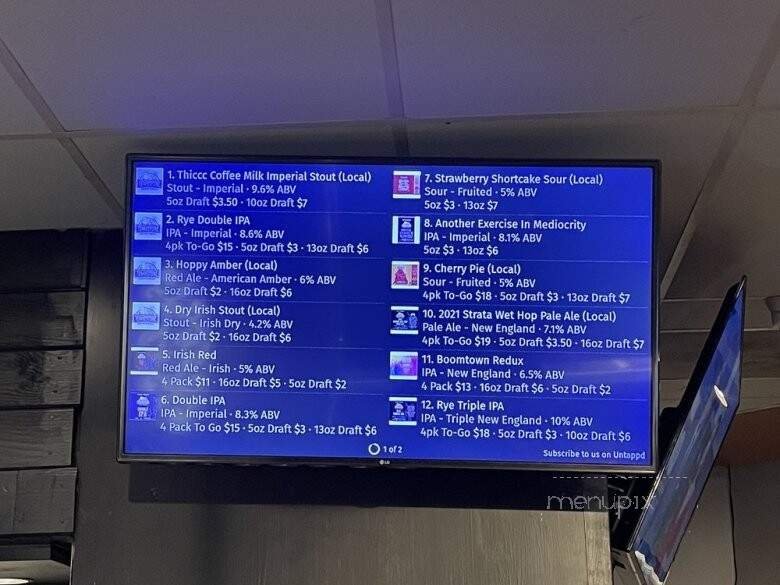 1. Thiccc Coffee Milk Imperial Stout (Local)
Stout - Imperial · 9.6% ABV
5oz Draft $3.50 · 10oz Draft $7
2. Rye Double IPA
IPA - Imperial · 8.6% ABV
4pk To-Go $15 · 5oz Draft $3 · 13oz Draft $6
3. Hoppy Amber (Local)
Red Ale - American Amber · 6% ABV
5oz Draft $2 · 16oz Draft $6
4. Dry Irish Stout (Local)
Stout - Irish Dry · 4.2% ABV
5oz Draft $2 · 16oz Draft $6
5. Irish Red
Red Ale - Irish · 5% ABV
4 Pack $11 · 16oz Draft $5 · 5oz Draft $2
6. Double IPA
IPA - Imperial · 8.3% ABV
4 Pack To Go $15 · 5oz Draft $3 · 13oz Draft $6
7. Strawberry Shortcake Sour (Local)
Sour - Fruited · 5% ABV
5oz $3 · 13oz $7
8. Another Exercise In Mediocrity
IPA - Imperial · 8.1% ABV
5oz $3 · 13oz $6
9. Cherry Pie (Local)
Sour - Fruited · 5% ABV
4pk To-Go $18 · 5oz Draft $3 · 13oz Draft $7
10. 2021 Strata Wet Hop Pale Ale (Local)
Pale Ale - New England · 7.1% ABV
4pk To-Go $19 · 5oz Draft $3.50 · 16oz Draft $7
11. Boomtown Redux
IPA - New England · 6.5% ABV
4 Pack $13 · 16oz Draft $6 · 5oz Draft $2
12. Rye Triple IPA
IPA - Triple New England · 10% ABV
4pk To-Go $18 · 5oz Draft $3 · 10oz Draft $6
1 of 2
Subscribe to us on Untappd
LG
menupix